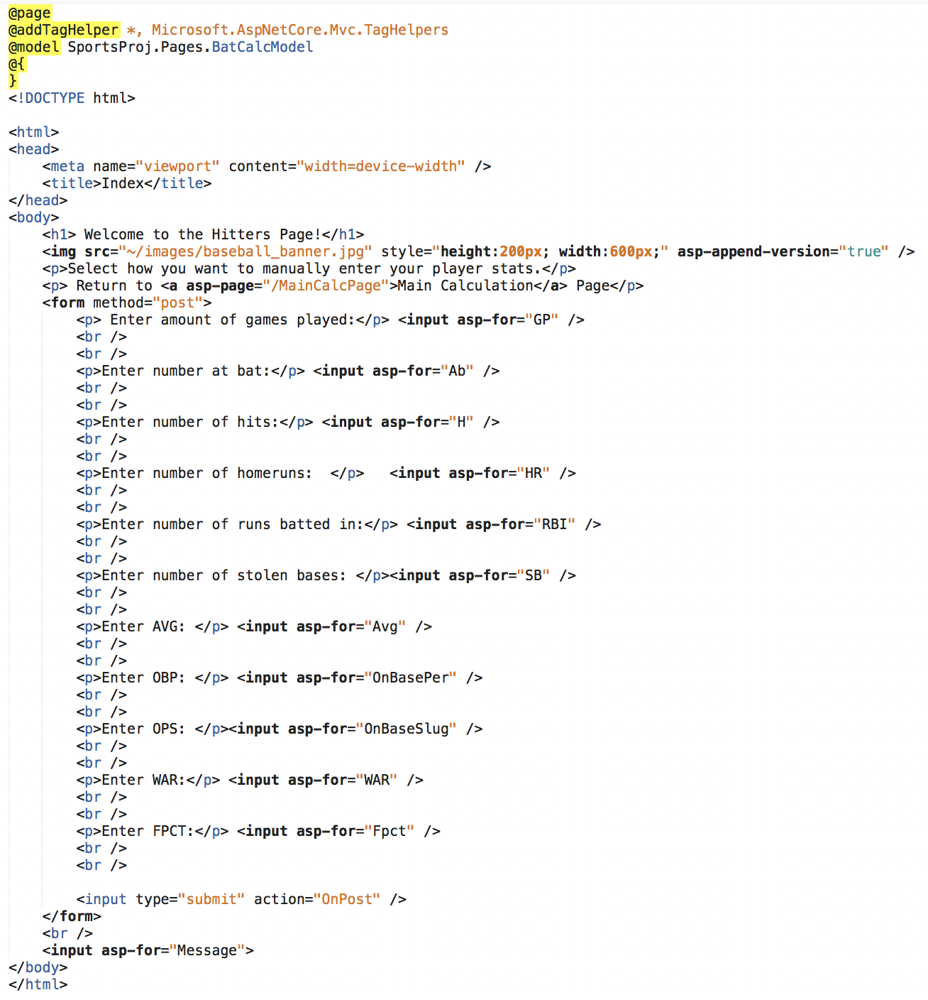 @page
@addTagHelper *, Microsoft.AspNetCore.Mvc.TagHelpers
@model SportsProj.Pages.BatCalcModel
@{
}
<!DOCTYPE html>

<html>
<head>
    <meta name="viewport" content="width=device-width" />
    <title>Index</title>
</head>
<body>
    <h1> Welcome to the Hitters Page!</h1>
    <img src="~/images/baseball_banner.jpg" style="height:200px; width:600px;" asp-append-version="true" />
    <p>Select how you want to manually enter your player stats.</p>
    <p> Return to <a asp-page="/MainCalcPage">Main Calculation</a> Page</p>
    <form method="post">
        <p> Enter amount of games played:</p> <input asp-for="GP" />
        <br />
        <br />
        <p>Enter number at bat:</p> <input asp-for="Ab" />
        <br />
        <br />
        <p>Enter number of hits:</p> <input asp-for="H" />
        <br />
        <br />
        <p>Enter number of homeruns:  </p>   <input asp-for="HR" />
        <br />
        <br />
        <p>Enter number of runs batted in:</p> <input asp-for="RBI" />
        <br />
        <br />
        <p>Enter number of stolen bases: </p><input asp-for="SB" />
        <br />
        <br />
        <p>Enter AVG: </p> <input asp-for="Avg" />
        <br />
        <br />
        <p>Enter OBP: </p> <input asp-for="OnBasePer" />
        <br />
        <br />
        <p>Enter OPS: </p><input asp-for="OnBaseSlug" />
        <br />
        <br />
        <p>Enter WAR:</p> <input asp-for="WAR" />
        <br />
        <br />
        <p>Enter FPCT:</p> <input asp-for="Fpct" />
        <br />
        <br />

        <input type="submit" action="OnPost" />
    </form>
    <br />
    <input asp-for="Message">
</body>
</html>